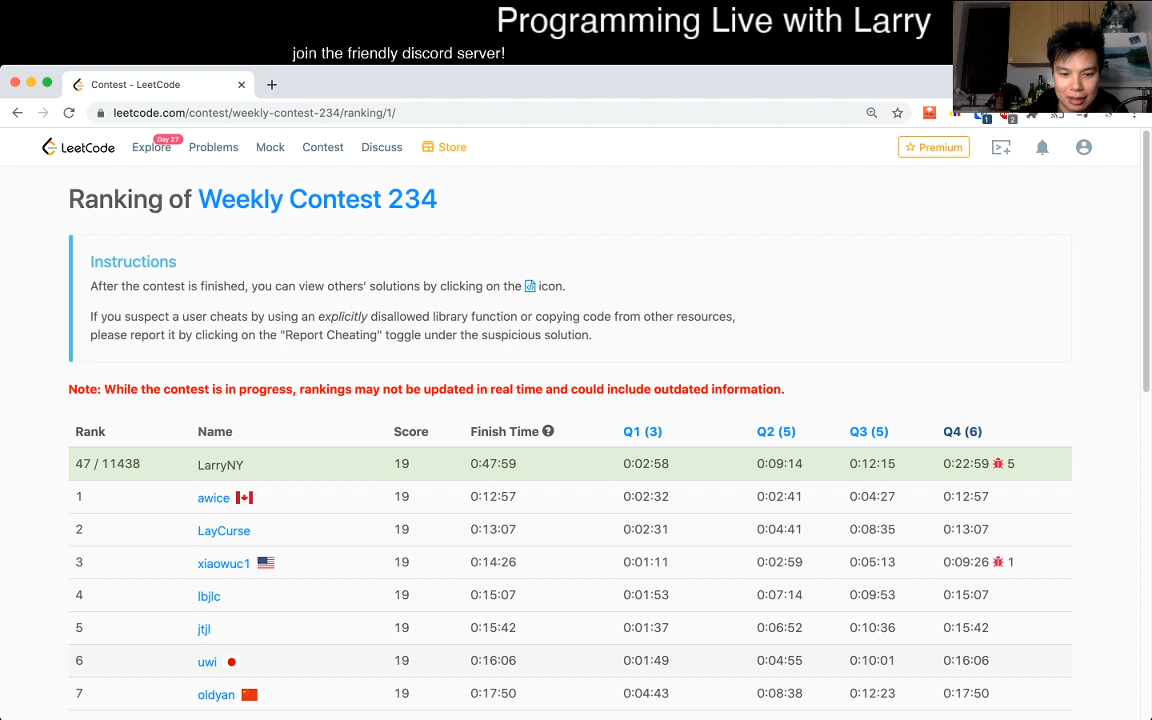 Programming Live with Larry
join the friendly discord server!
Contest - LeetCode
leetcode.com/contest/weekly-contest-234/ranking/1/
1 2
LeetCode Explore Day 27 Problems Mock Contest Discuss Store Premium
Ranking of Weekly Contest 234
Instructions
After the contest is finished, you can view others' solutions by clicking on the icon.
If you suspect a user cheats by using an explicitly disallowed library function or copying code from other resources,
please report it by clicking on the "Report Cheating" toggle under the suspicious solution.
Note: While the contest is in progress, rankings may not be updated in real time and could include outdated information.
Rank Name Score Finish Time Q1 (3) Q2 (5) Q3 (5) Q4 (6)
47 / 11438 LarryNY 19 0:47:59 0:02:58 0:09:14 0:12:15 0:22:59 5
1 awice 19 0:12:57 0:02:32 0:02:41 0:04:27 0:12:57
2 LayCurse 19 0:13:07 0:02:31 0:04:41 0:08:35 0:13:07
3 xiaowuc1 19 0:14:26 0:01:11 0:02:59 0:05:13 0:09:26 1
4 lbjlc 19 0:15:07 0:01:53 0:07:14 0:09:53 0:15:07
5 jtjl 19 0:15:42 0:01:37 0:06:52 0:10:36 0:15:42
6 uwi 19 0:16:06 0:01:49 0:04:55 0:10:01 0:16:06
7 oldyan 19 0:17:50 0:04:43 0:08:38 0:12:23 0:17:50